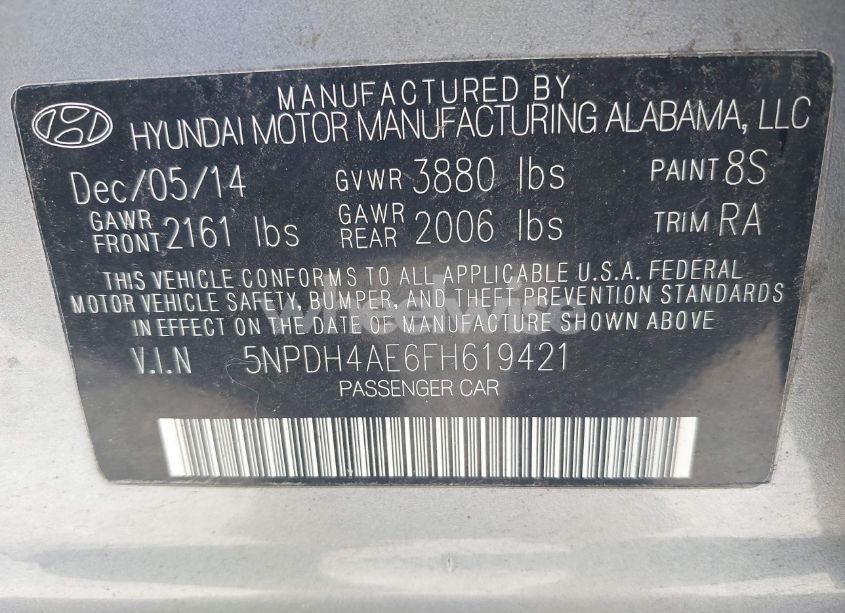 MANUFACTURED BY
HYUNDAI MOTOR MANUFACTURING ALABAMA, LLC
Dec/05/14 GVWR 3880 lbs PAINT 8S
GAWR FRONT 2161 lbs GAWR REAR 2006 lbs TRIM RA
THIS VEHICLE CONFORMS TO ALL APPLICABLE U.S.A. FEDERAL
MOTOR VEHICLE SAFETY, BUMPER, AND THEFT PREVENTION STANDARDS
IN EFFECT ON THE DATE OF MANUFACTURE SHOWN ABOVE
wheelwire
V.I.N 5NPDH4AE6FH619421
PASSENGER CAR